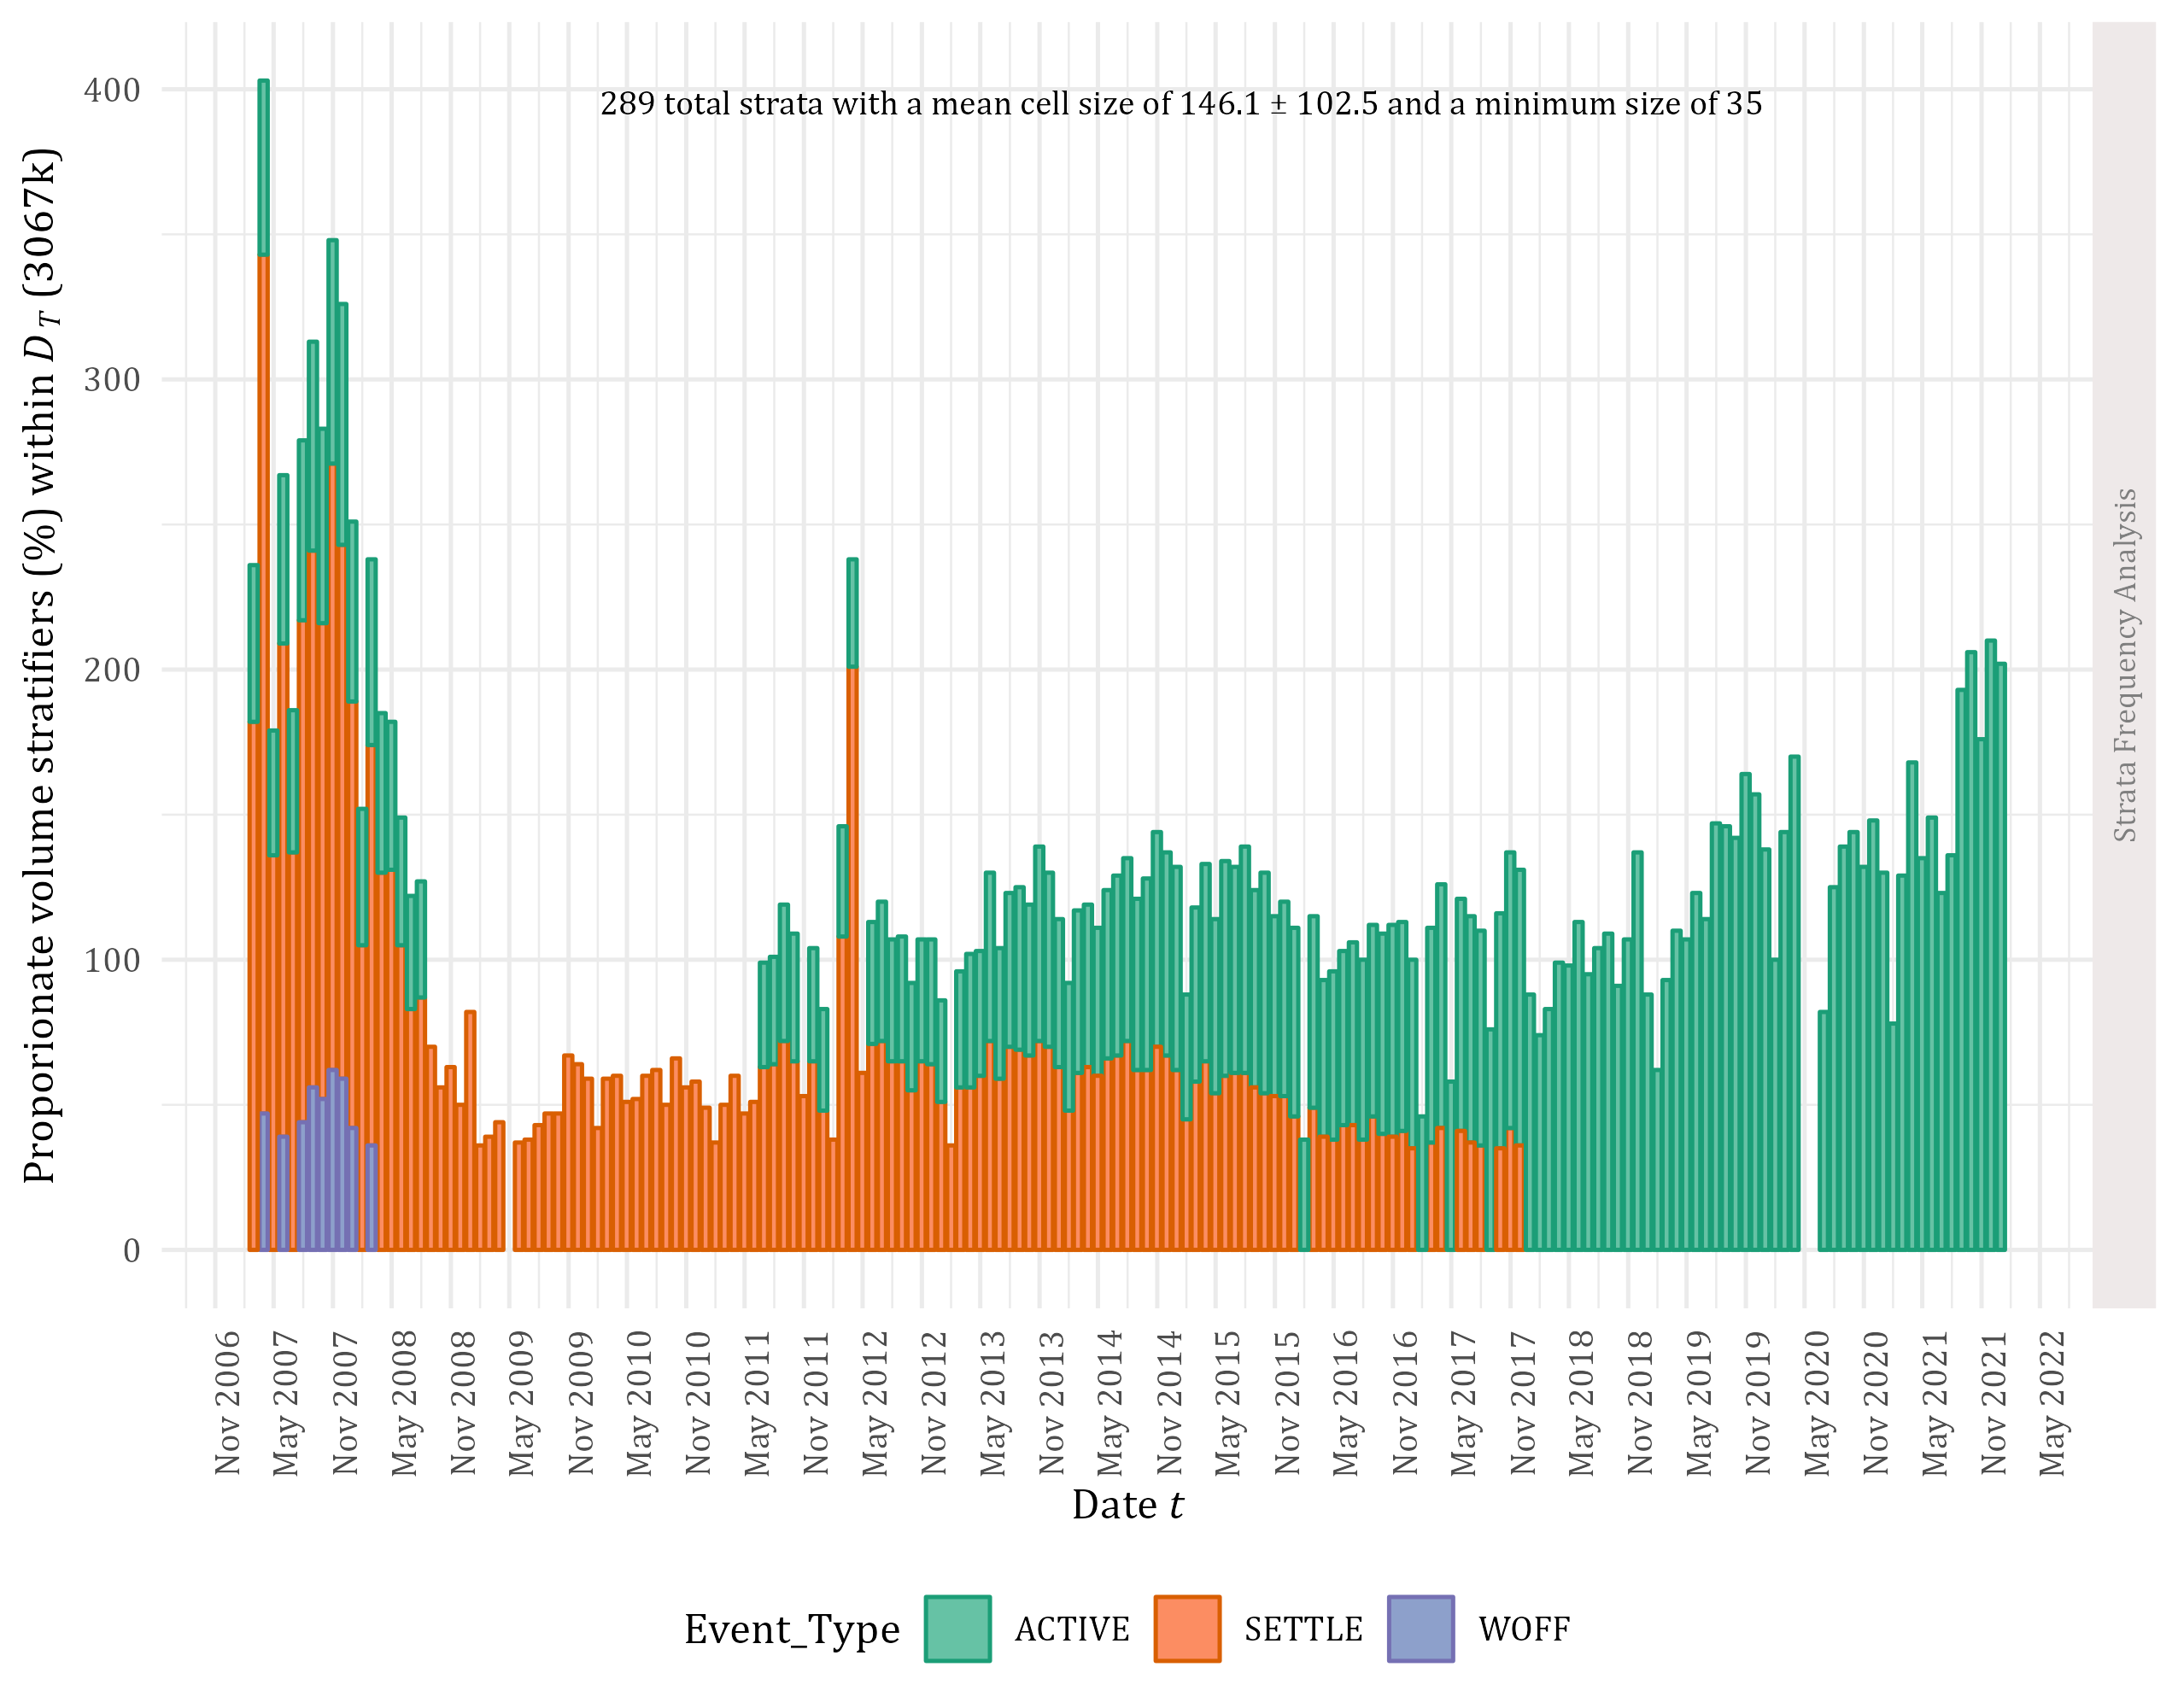 289 total strata with a mean cell size of 146.1 ± 102.5 and a minimum size of 35
Proporionate volume stratifiers (%) within D T (3067k)
400
300
200
100
0
Strata Frequency Analysis
Nov 2006
May 2007
Nov 2007
May 2008
Nov 2008
May 2009
Nov 2009
May 2010
Nov 2010
May 2011
Nov 2011
May 2012
Nov 2012
May 2013
Nov 2013
May 2014
Nov 2014
May 2015
Nov 2015
May 2016
Nov 2016
May 2017
Nov 2017
May 2018
Nov 2018
May 2019
Nov 2019
May 2020
Nov 2020
May 2021
Nov 2021
May 2022
Date t
Event_Type ACTIVE SETTLE WOFF